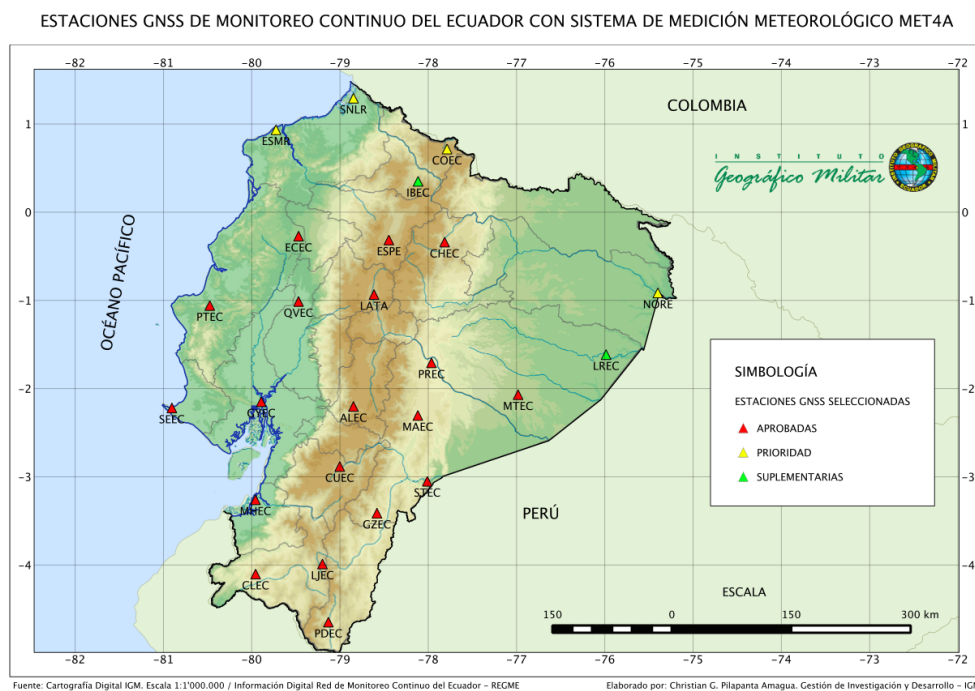 ESTACIONES GNSS DE MONITOREO CONTINUO DEL ECUADOR CON SISTEMA DE MEDICIÓN METEOROLÓGICO MET4A
−82 −81 −80 −79 −78 −77 −76 −75 −74 −73 −72
COLOMBIA
SNLR
1 1
ESMR
COEC
INSTITUTO
Geográfico Militar
IBEC
0 0
OCÉANO PACÍFICO
ECEC
ESPE
CHEC
−1 −1
NORE
LATA
QVEC
PTEC
LREC
PREC
SIMBOLOGÍA
−2 −2
MTEC
ESTACIONES GNSS SELECCIONADAS
GYEC
SEEC
ALEC
MAEC
APROBADAS
PRIORIDAD
SUPLEMENTARIAS
−3 −3
CUEC
STEC
MHEC
GZEC
PERÚ
−4 −4
LJEC
CLEC
ESCALA
PDEC
150 0 150 300 km
−82 −81 −80 −79 −78 −77 −76 −75 −74 −73 −72
Fuente: Cartografía Digital IGM, Escala 1:1'000.000 / Información Digital Red de Monitoreo Continuo del Ecuador – REGME
Elaborado por: Christian G. Pilapanta Amagua. Gestión de Investigación y Desarrollo –